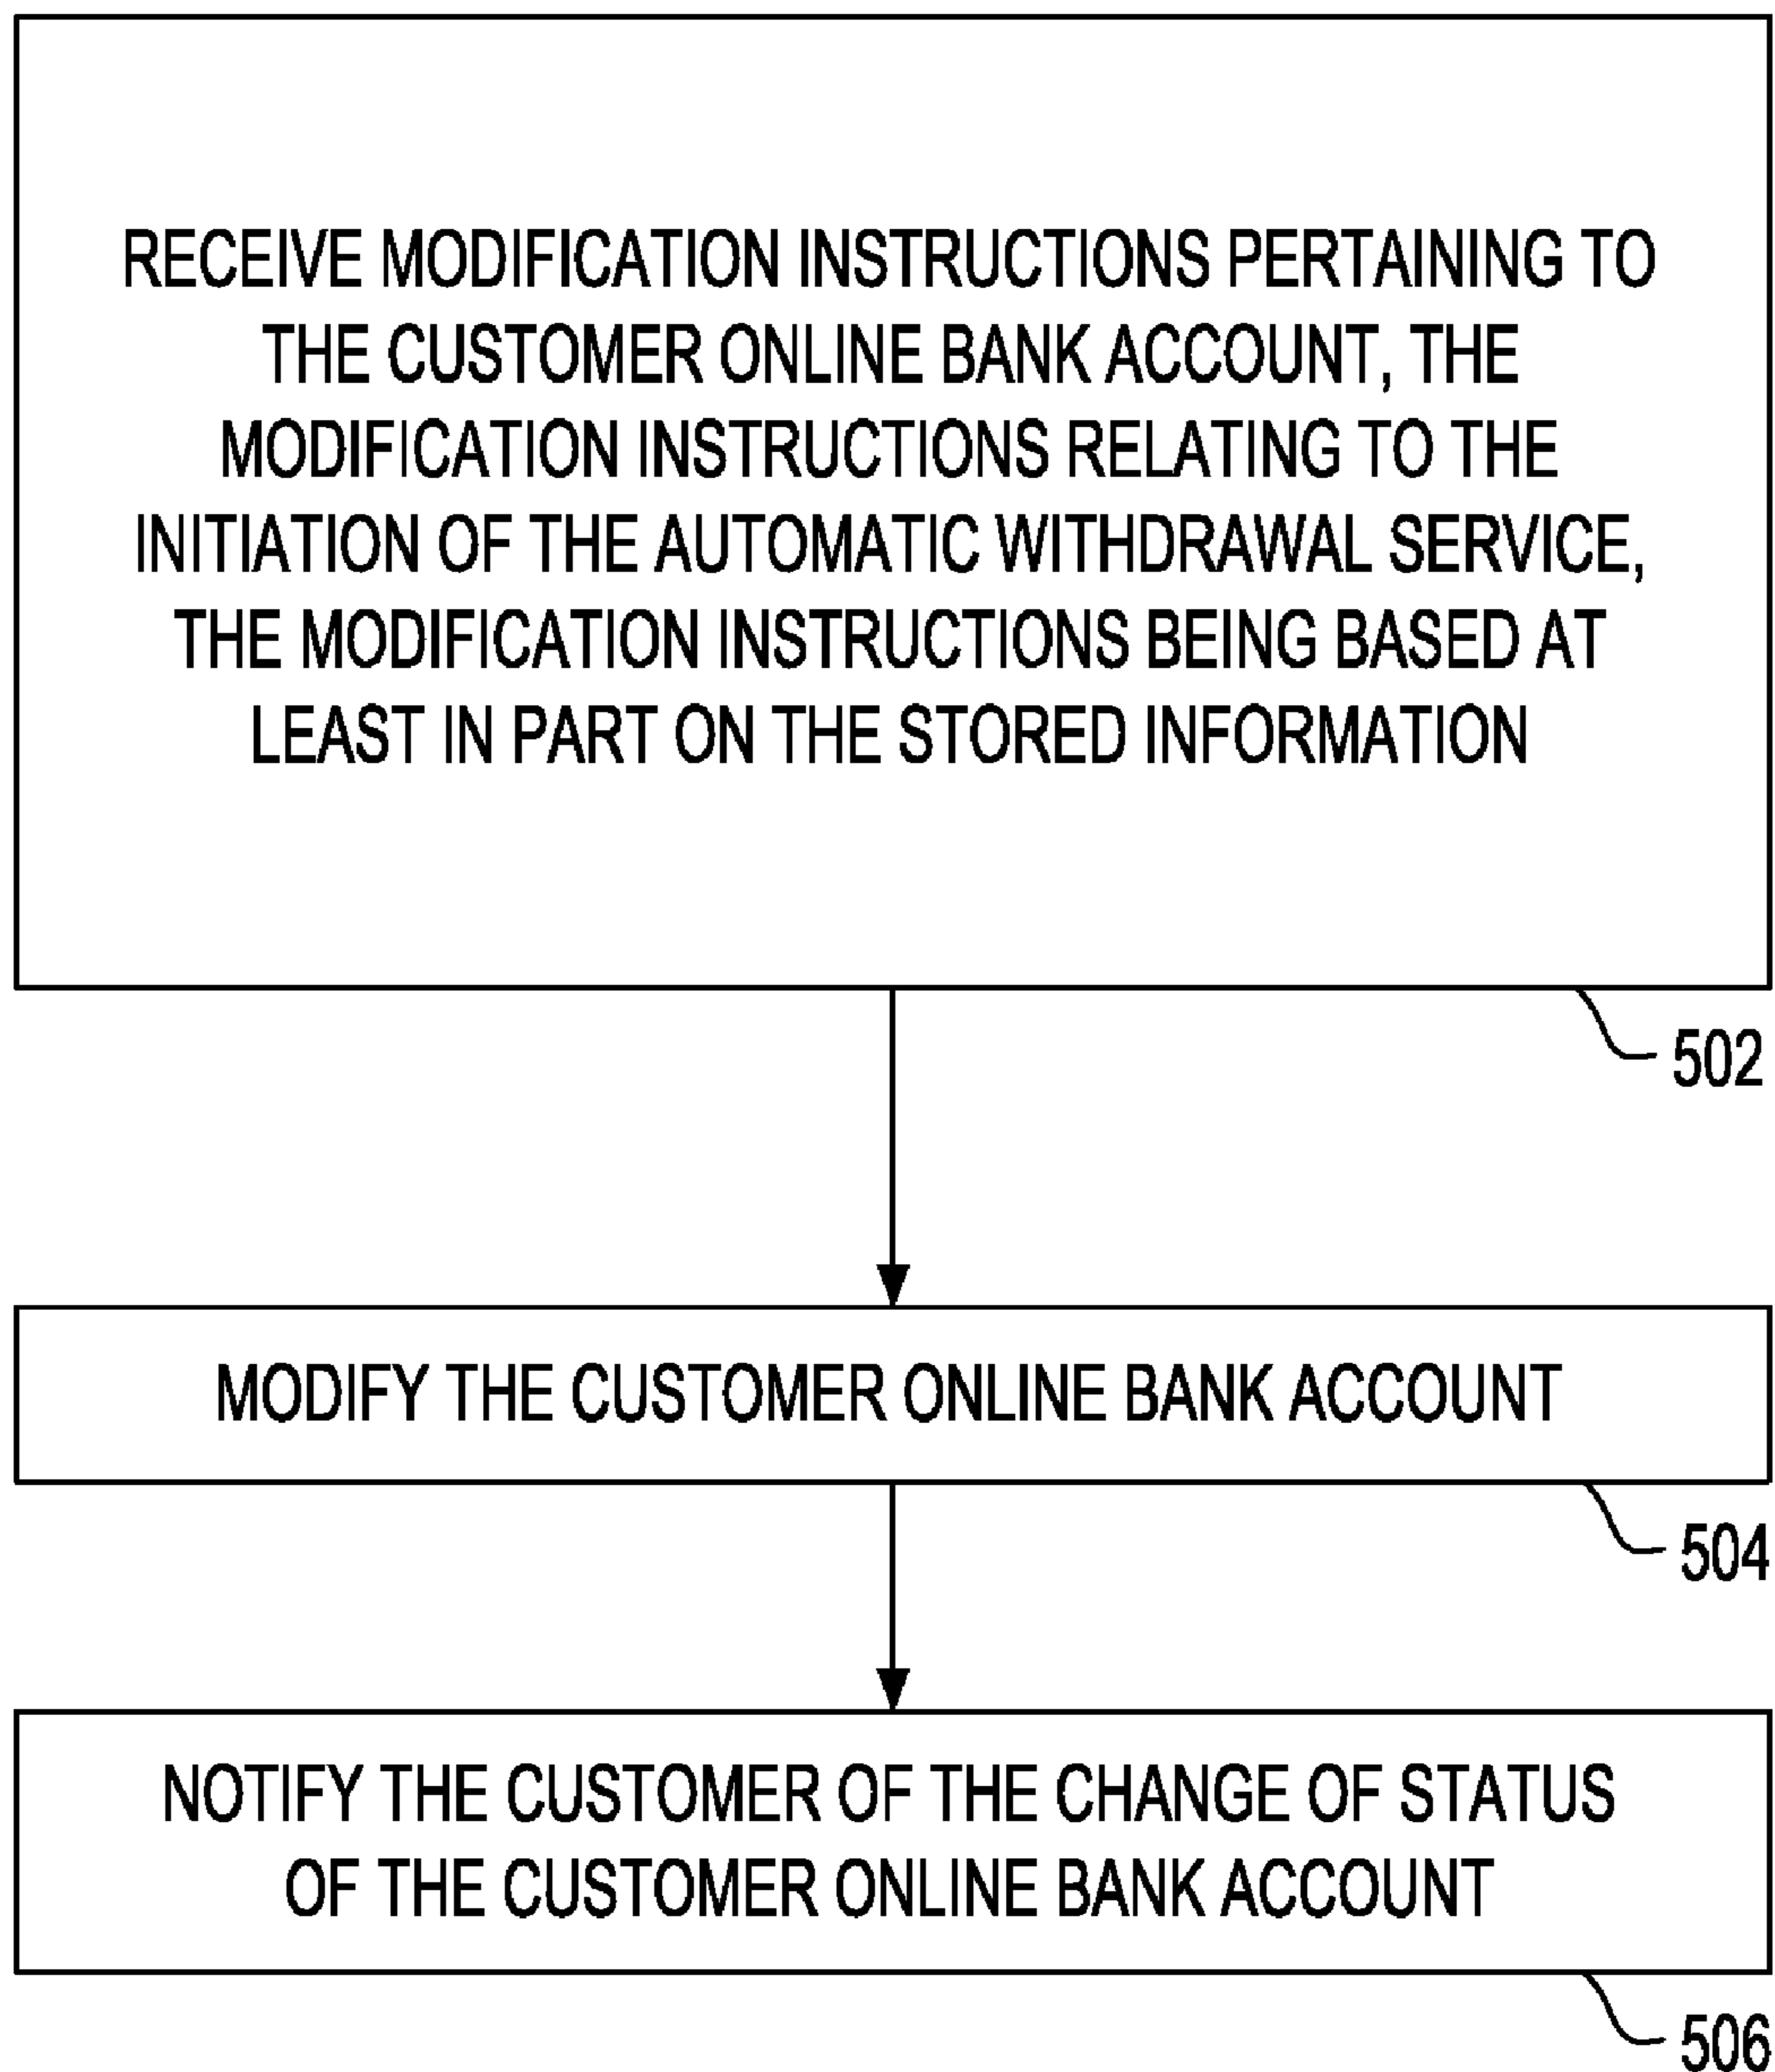 RECEIVE MODIFICATION INSTRUCTIONS PERTAINING TO
THE CUSTOMER ONLINE BANK ACCOUNT, THE
MODIFICATION INSTRUCTIONS RELATING TO THE
INITIATION OF THE AUTOMATIC WITHDRAWAL SERVICE,
THE MODIFICATION INSTRUCTIONS BEING BASED AT
LEAST IN PART ON THE STORED INFORMATION
502
MODIFY THE CUSTOMER ONLINE BANK ACCOUNT
504
NOTIFY THE CUSTOMER OF THE CHANGE OF STATUS
OF THE CUSTOMER ONLINE BANK ACCOUNT
506